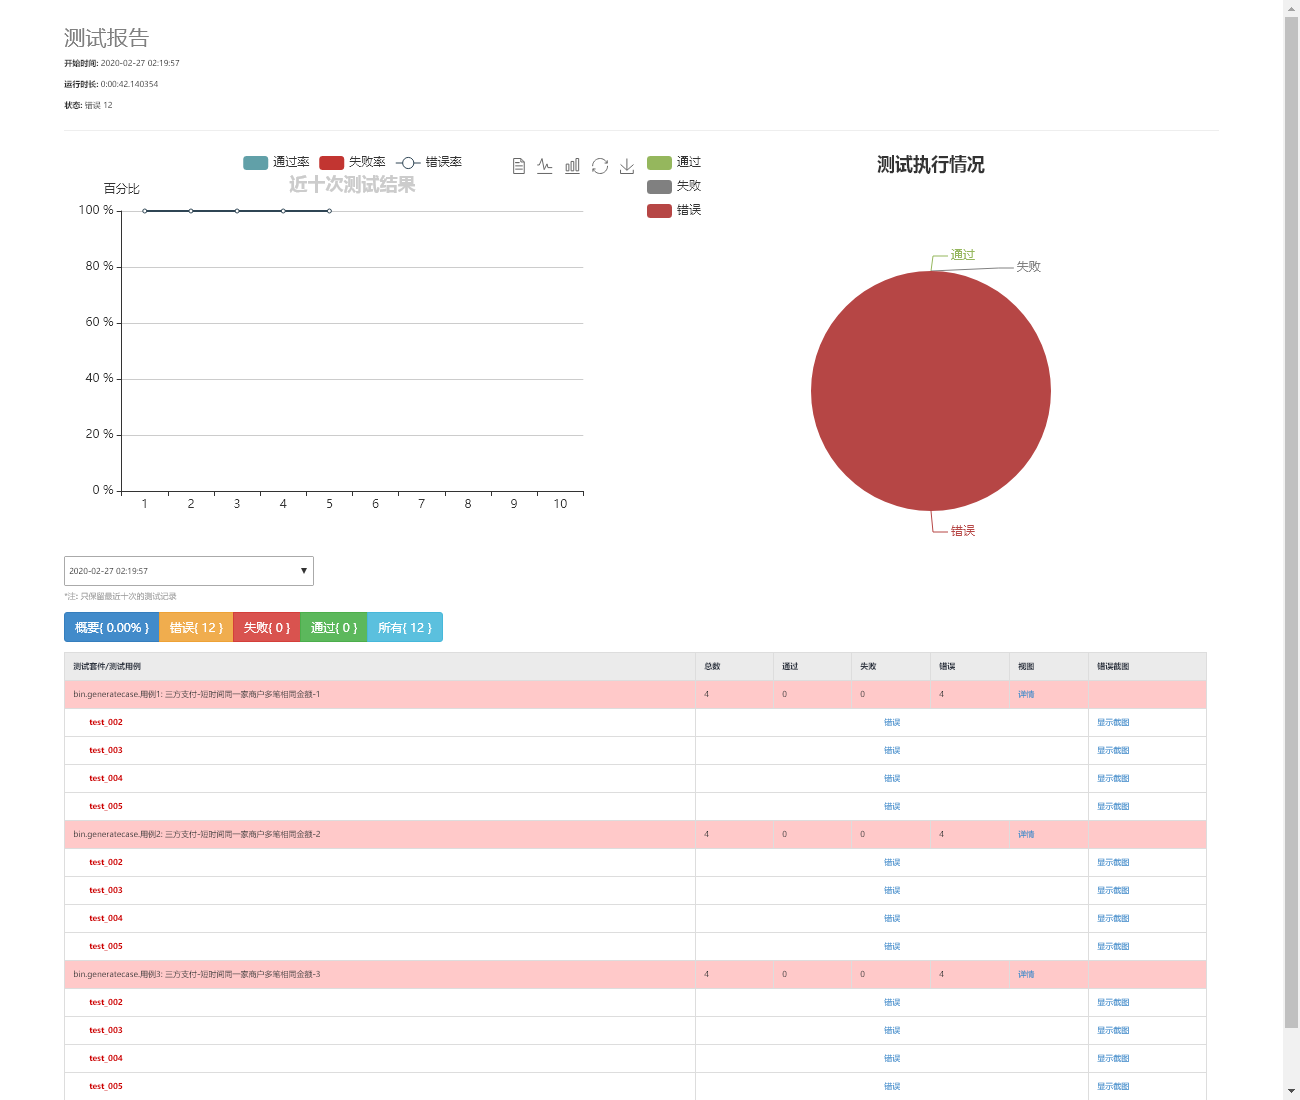 测试报告
开始时间: 2020-02-27 02:19:57
运行时长: 0:00:42.140354
状态: 错误 12
通过率 失败率 错误率
近十次测试结果
百分比
100 %
80 %
60 %
40 %
20 %
0 %
1 2 3 4 5 6 7 8 9 10
通过
失败
错误
测试执行情况
通过
失败
错误
2020-02-27 02:19:57
*注: 只保留最近十次的测试记录
概要{ 0.00% } 错误{ 12 } 失败{ 0 } 通过{ 0 } 所有{ 12 }
测试套件/测试用例 总数 通过 失败 错误 视图 错误截图
bin.generatecase.用例1: 三方支付-短时间同一家商户多笔相同金额-1 4 0 0 4 详情
test_002 错误 显示截图
test_003 错误 显示截图
test_004 错误 显示截图
test_005 错误 显示截图
bin.generatecase.用例2: 三方支付-短时间同一家商户多笔相同金额-2 4 0 0 4 详情
test_002 错误 显示截图
test_003 错误 显示截图
test_004 错误 显示截图
test_005 错误 显示截图
bin.generatecase.用例3: 三方支付-短时间同一家商户多笔相同金额-3 4 0 0 4 详情
test_002 错误 显示截图
test_003 错误 显示截图
test_004 错误 显示截图
test_005 错误 显示截图